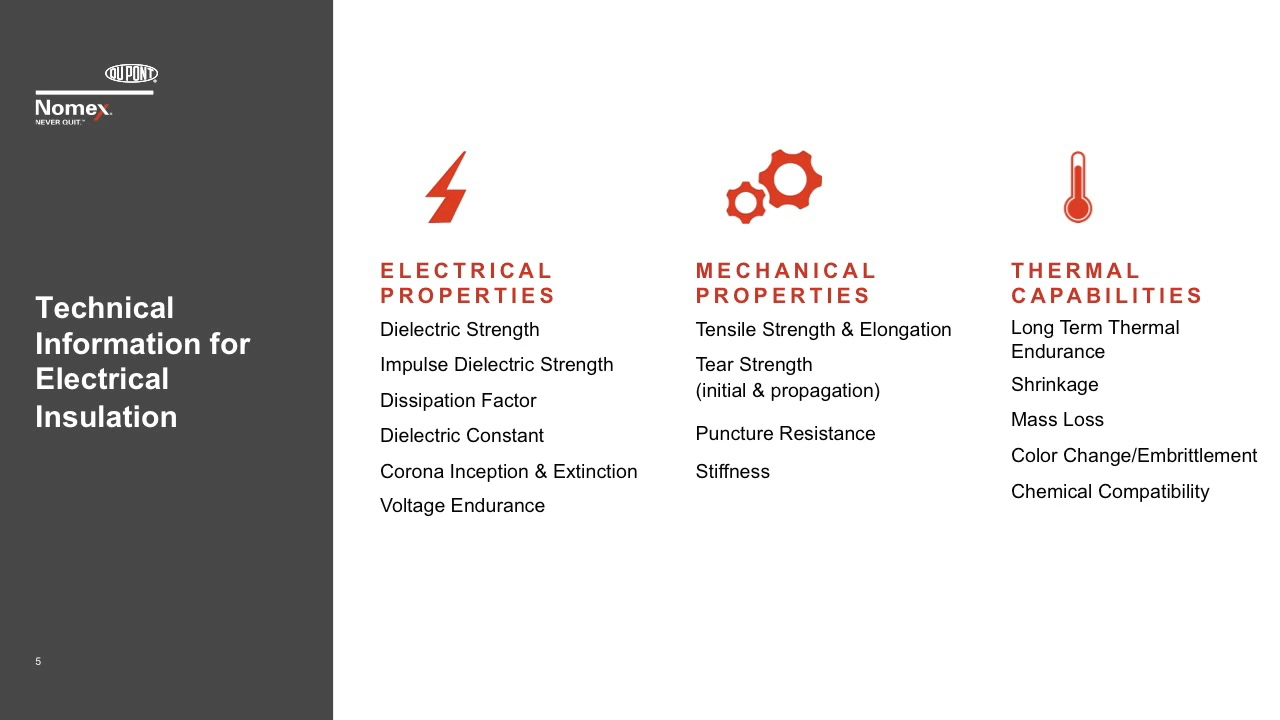 DU PONT®
Nomex®
NEVER QUIT.™
Technical
Information for
Electrical
Insulation
5
ELECTRICAL
PROPERTIES
Dielectric Strength
Impulse Dielectric Strength
Dissipation Factor
Dielectric Constant
Corona Inception & Extinction
Voltage Endurance
MECHANICAL
PROPERTIES
Tensile Strength & Elongation
Tear Strength
(initial & propagation)
Puncture Resistance
Stiffness
THERMAL
CAPABILITIES
Long Term Thermal
Endurance
Shrinkage
Mass Loss
Color Change/Embrittlement
Chemical Compatibility